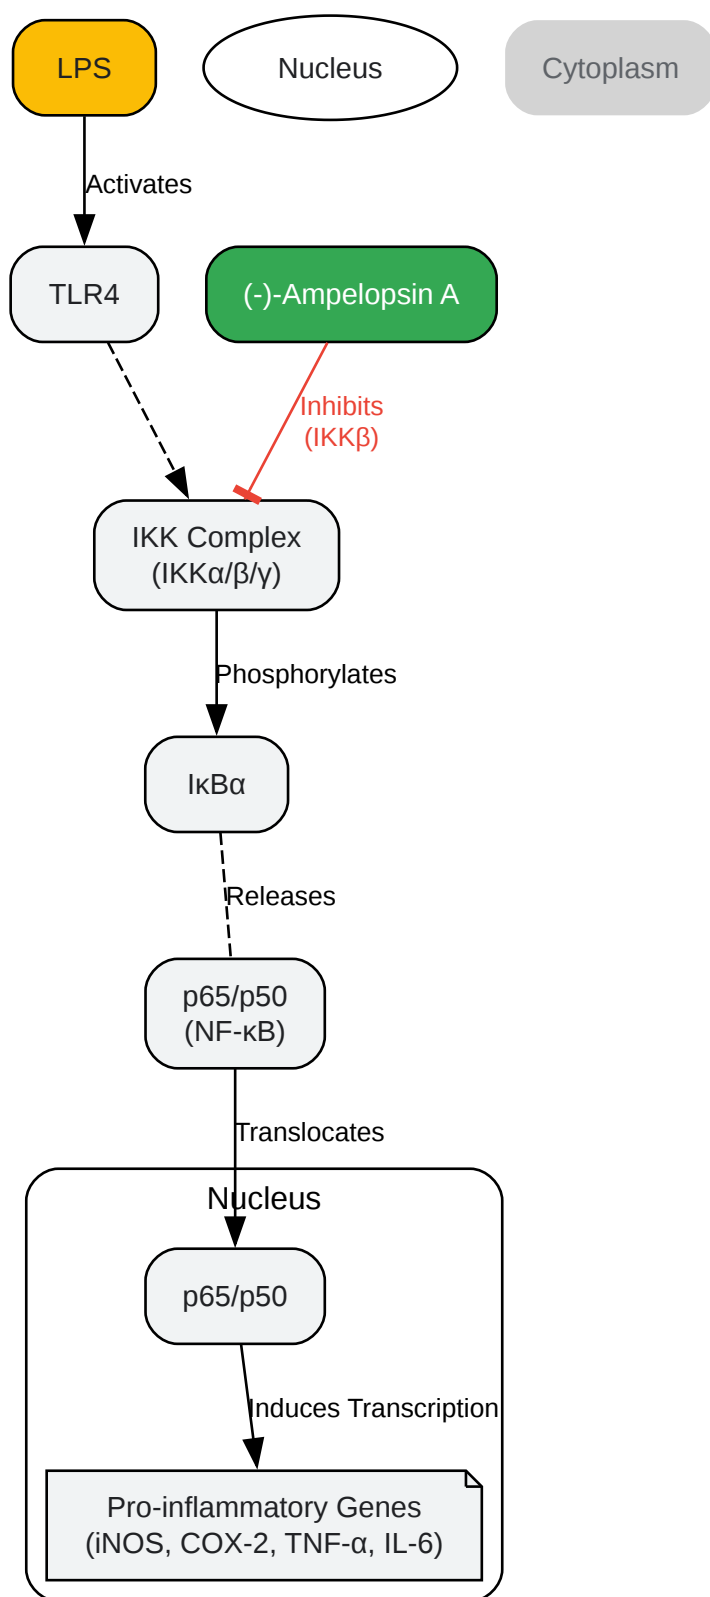 LPS
Nucleus
Cytoplasm
Activates
TLR4
(-)-Ampelopsin A
Inhibits
(IKKβ)
IKK Complex
(IKKα/β/γ)
Phosphorylates
IκBα
Releases
p65/p50
(NF-κB)
Translocates
Nucleus
p65/p50
Induces Transcription
Pro-inflammatory Genes
(iNOS, COX-2, TNF-α, IL-6)